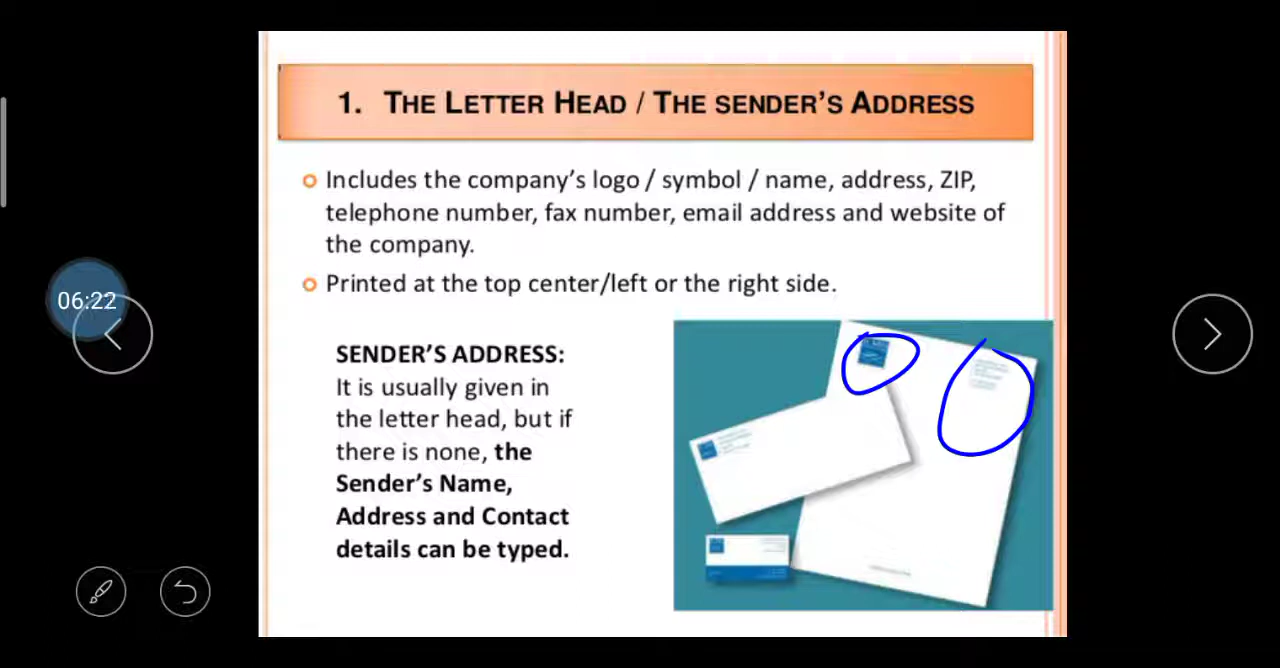 1. THE LETTER HEAD / THE SENDER'S ADDRESS
Includes the company's logo / symbol / name, address, ZIP,
telephone number, fax number, email address and website of
the company.
Printed at the top center/left or the right side.
06:22
SENDER'S ADDRESS:
It is usually given in
the letter head, but if
there is none, the
Sender's Name,
Address and Contact
details can be typed.